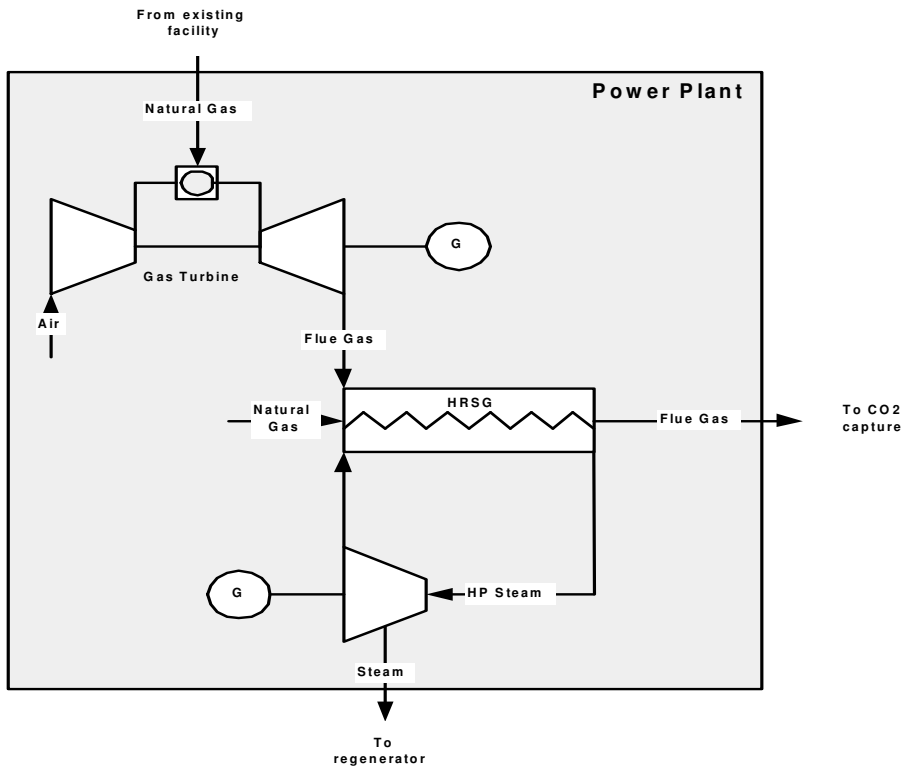 From existing
facility
Power Plant
Natural Gas
G
Gas Turbine
Air
Flue Gas
HRSG
Natural
Gas
Flue Gas
To CO2
capture
G
HP Steam
Steam
To
regenerator